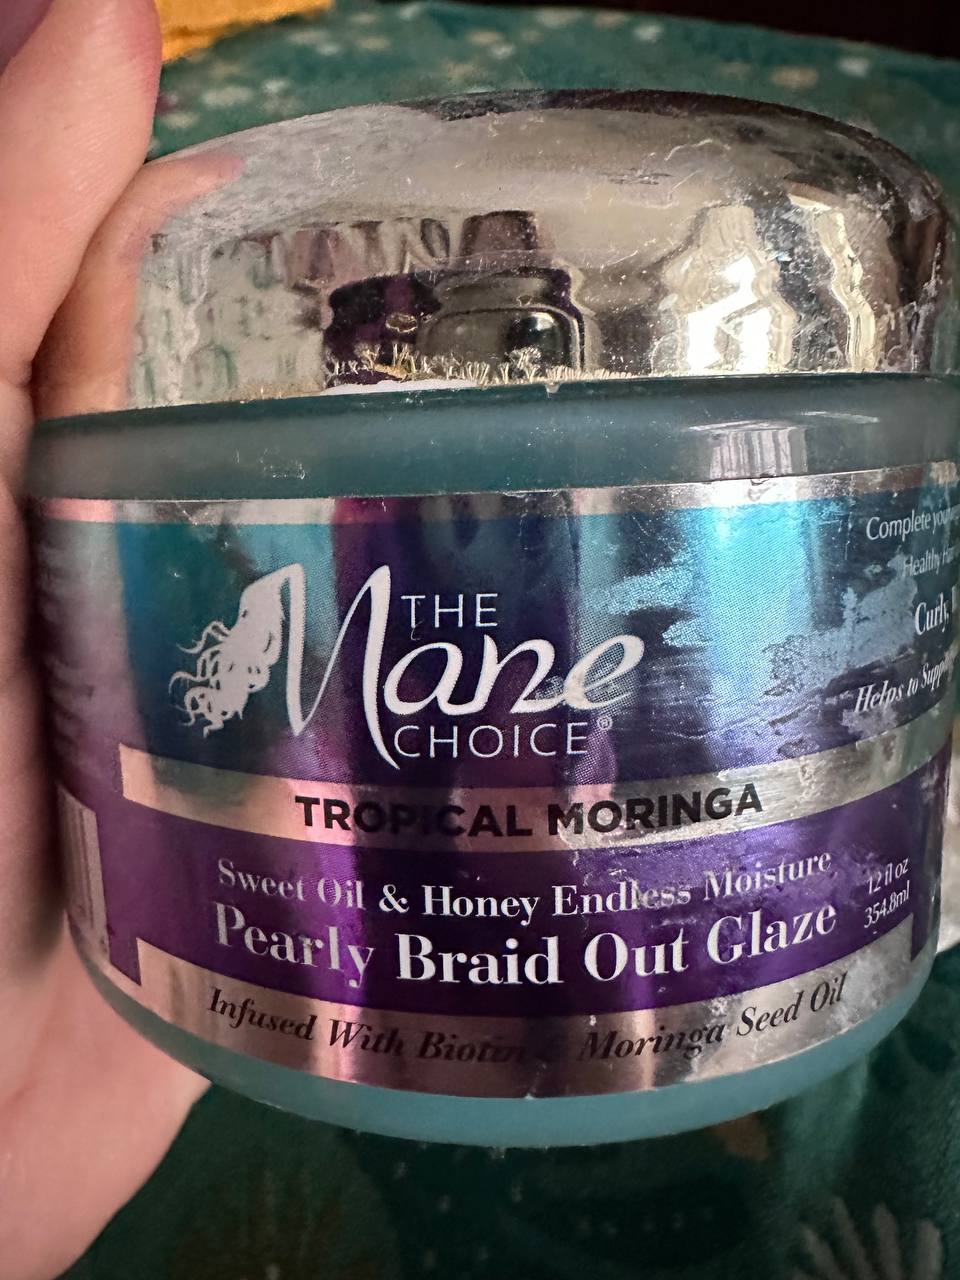 THE
Mane
CHOICE®
TROPICAL MORINGA
Sweet Oil & Honey Endless Moisture
Pearly Braid Out Glaze
12 fl oz
354.8ml
Infused With Biotin & Moringa Seed Oil
Complete
Healthy
Curly,
Helps to